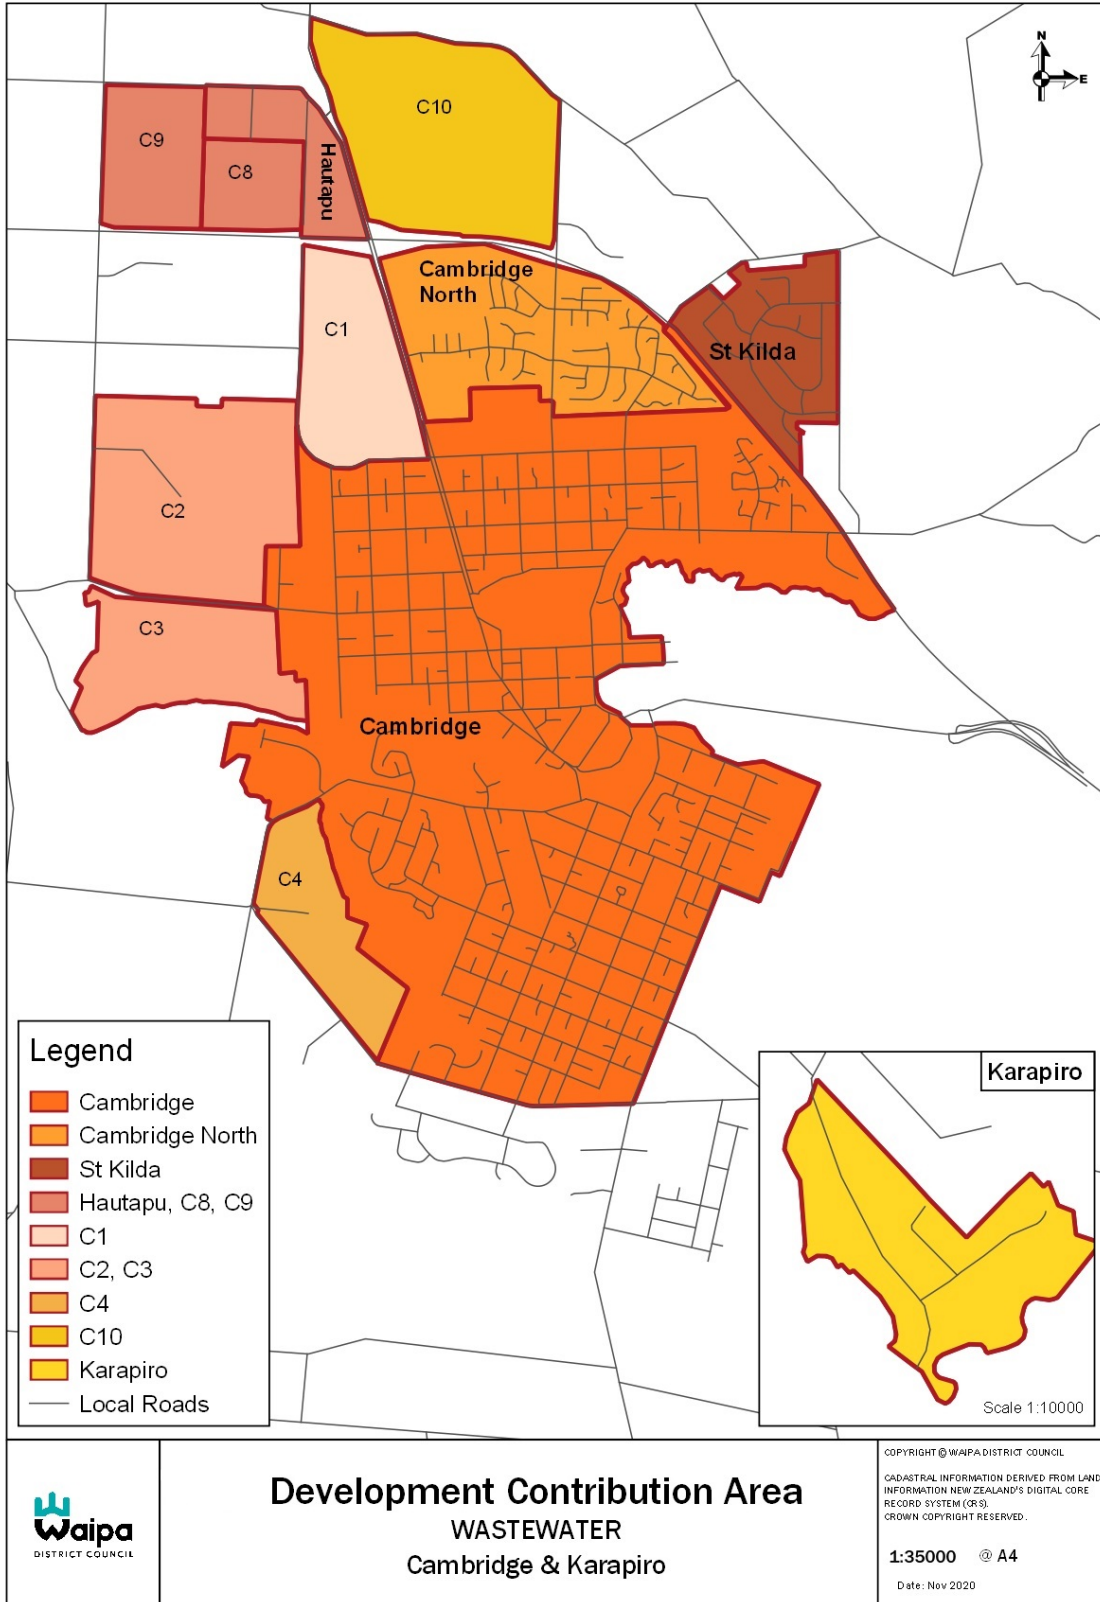 N
E
C10
C9
C8
Hautapu
Cambridge
North
C1
St Kilda
C2
C3
Cambridge
C4
Legend
Cambridge
Cambridge North
St Kilda
Hautapu, C8, C9
C1
C2, C3
C4
C10
Karapiro
Local Roads
Karapiro
Scale 1:10000
Waipa
DISTRICT COUNCIL
Development Contribution Area
WASTEWATER
Cambridge & Karapiro
COPYRIGHT © WAIPA DISTRICT COUNCIL
CADASTRAL INFORMATION DERIVED FROM LAND
INFORMATION NEW ZEALAND'S DIGITAL CORE
RECORD SYSTEM (CRS).
CROWN COPYRIGHT RESERVED.
1:35000 @ A4
Date: Nov 2020